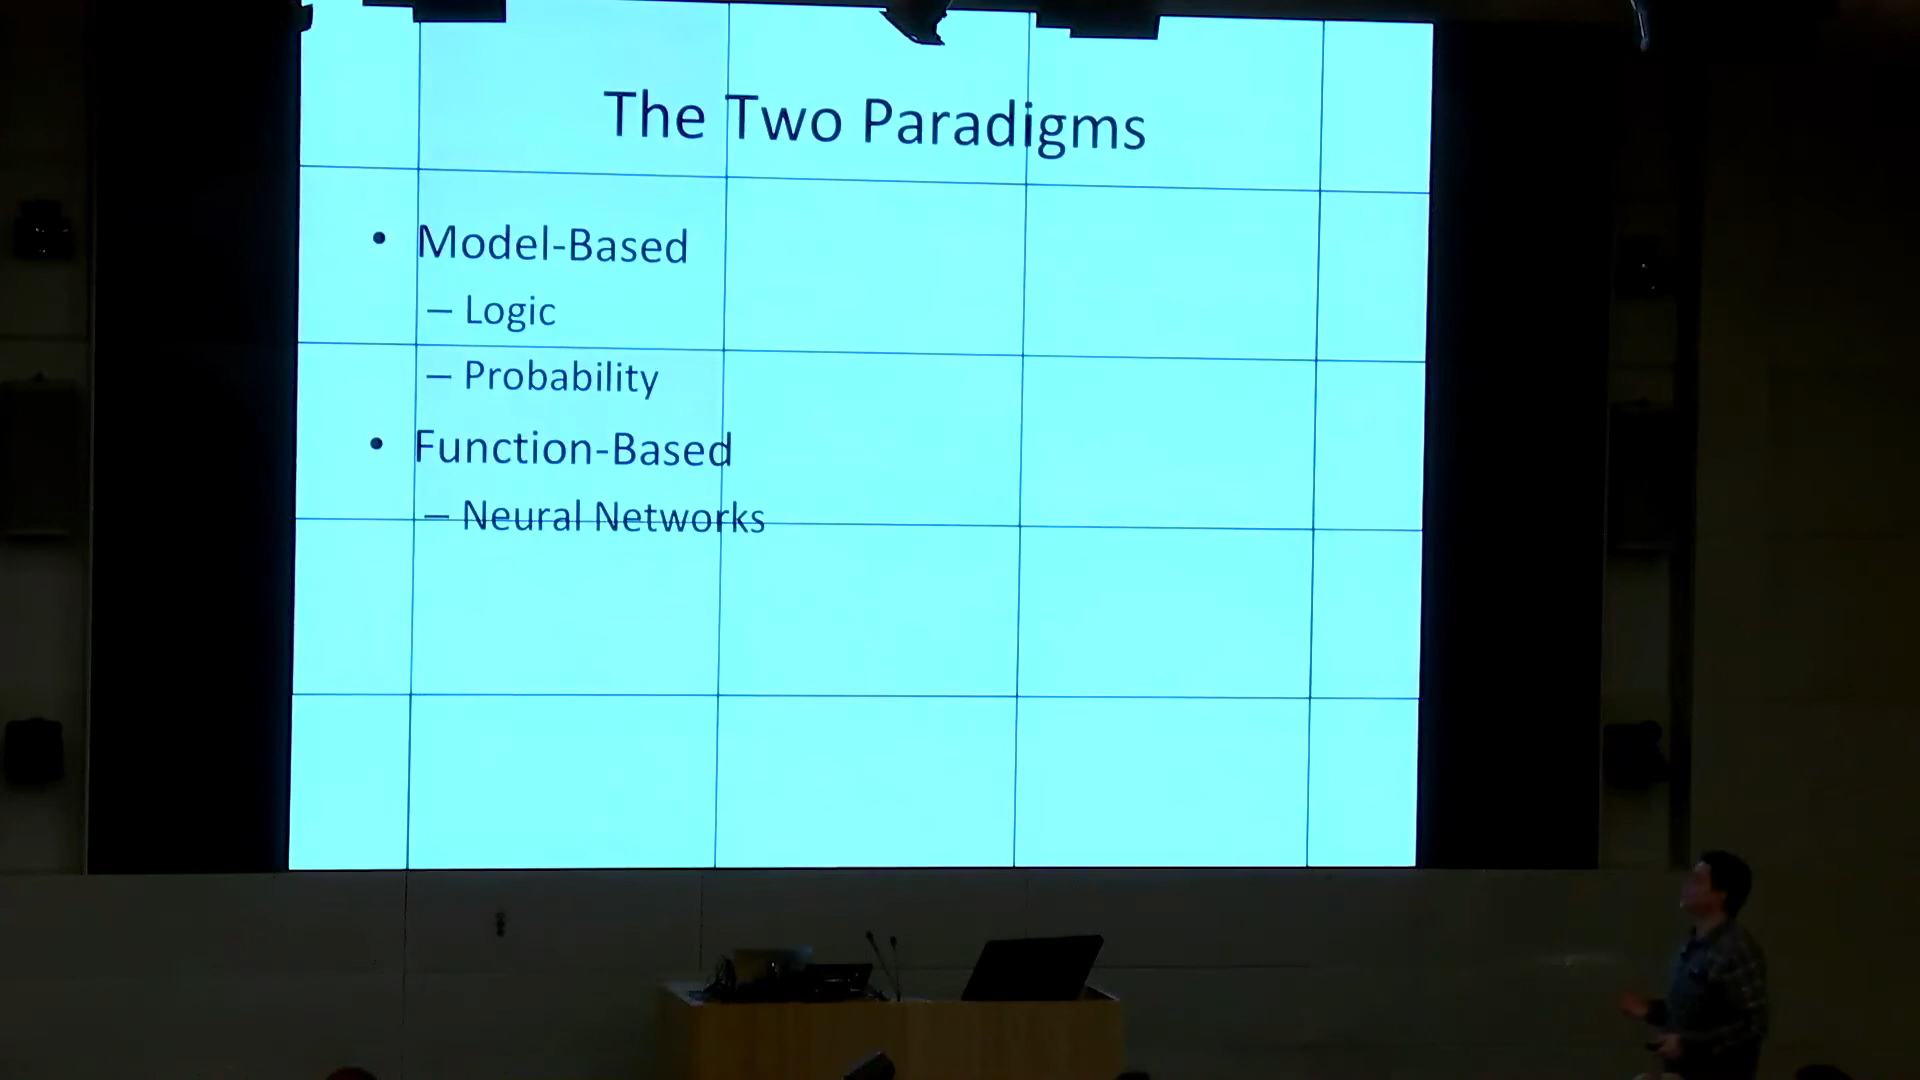 The Two Paradigms
• Model-Based
– Logic
– Probability
• Function-Based
– Neural Networks